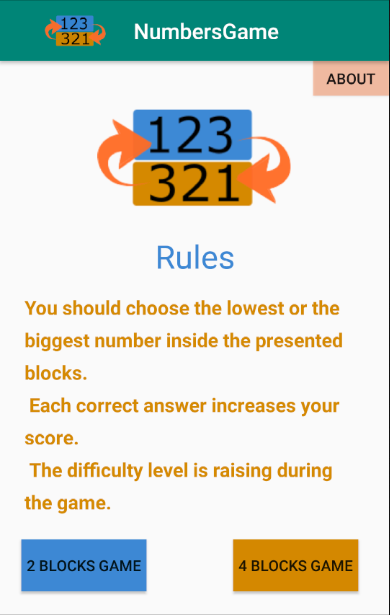 123
321
NumbersGame
ABOUT
123
321
Rules
You should choose the lowest or the
biggest number inside the presented
blocks.
Each correct answer increases your
score.
The difficulty level is raising during
the game.
2 BLOCKS GAME
4 BLOCKS GAME